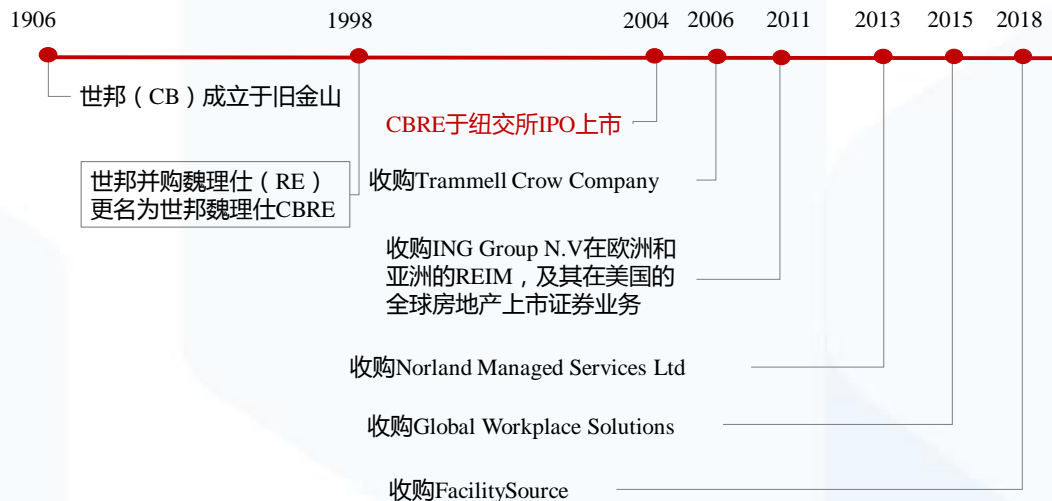 1906 1998 2004 2006 2011 2013 2015 2018
世邦（CB）成立于旧金山
CBRE于纽交所IPO上市
世邦并购魏理仕（RE）
更名为世邦魏理仕CBRE
收购Trammell Crow Company
收购ING Group N.V在欧洲和
亚洲的REIM，及其在美国的
全球房地产上市证券业务
收购Norland Managed Services Ltd
收购Global Workplace Solutions
收购FacilitySource